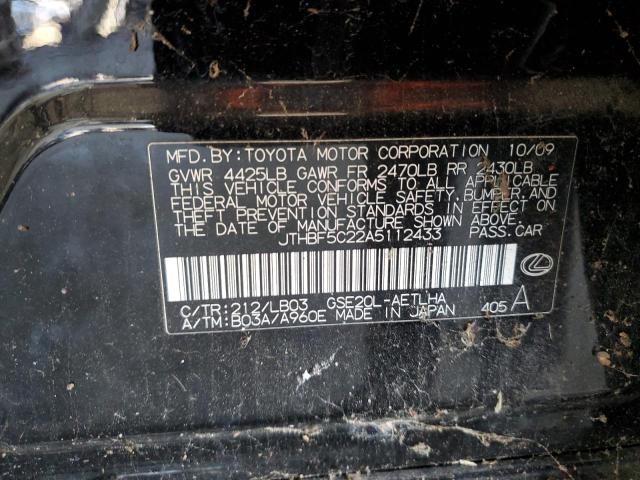 MFD. BY: TOYOTA MOTOR CORPORATION 10/09
GVWR 4425LB GAWR FR 2470LB RR 2430LB
THIS VEHICLE CONFORMS TO ALL APPLICABLE
FEDERAL MOTOR VEHICLE SAFETY, BUMPER, AND
THEFT PREVENTION STANDARDS IN EFFECT ON
THE DATE OF MANUFACTURE SHOWN ABOVE.
JTHBF5C22A5112433 PASS.CAR
C/TR:212/LB03 GSE20L-AETLHA
A/TM:B03A/A960E MADE IN JAPAN 405 A